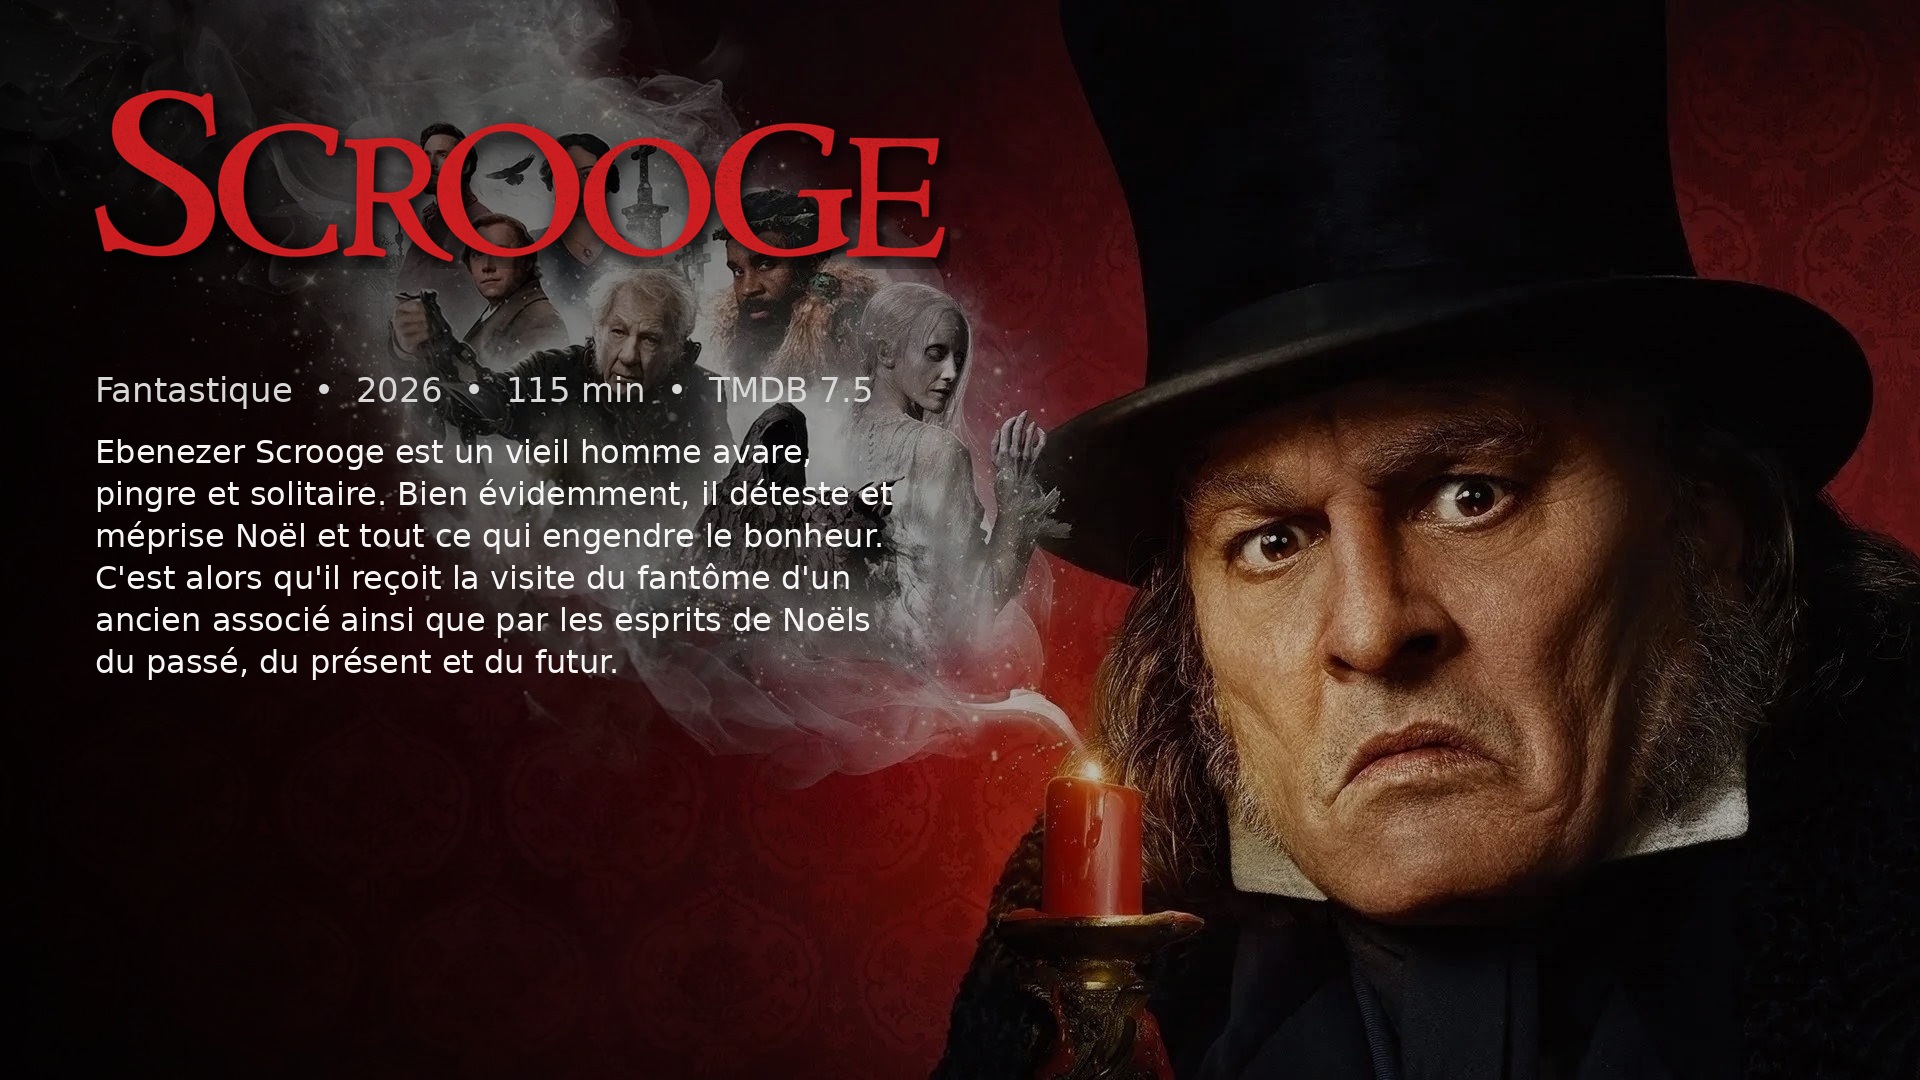 SCROOGE
Fantastique • 2026 • 115 min • TMDB 7.5
Ebenezer Scrooge est un vieil homme avare,
pingre et solitaire. Bien évidemment, il déteste et
méprise Noël et tout ce qui engendre le bonheur.
C'est alors qu'il reçoit la visite du fantôme d'un
ancien associé ainsi que par les esprits de Noëls
du passé, du présent et du futur.